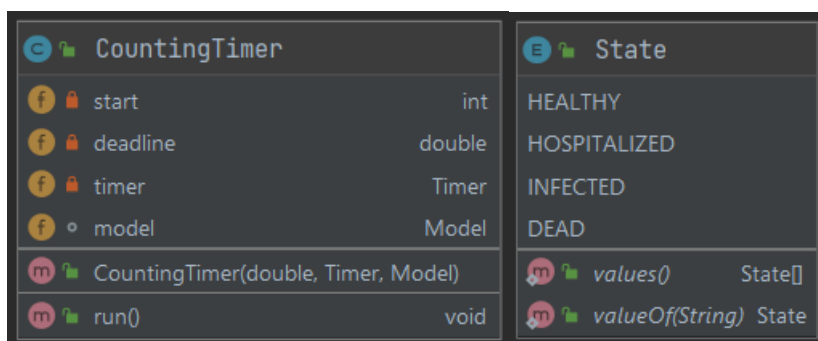 C CountingTimer
f start int
f deadline double
f timer Timer
f model Model
m CountingTimer(double, Timer, Model)
m run() void
E State
HEALTHY
HOSPITALIZED
INFECTED
DEAD
m values() State[]
m valueOf(String) State